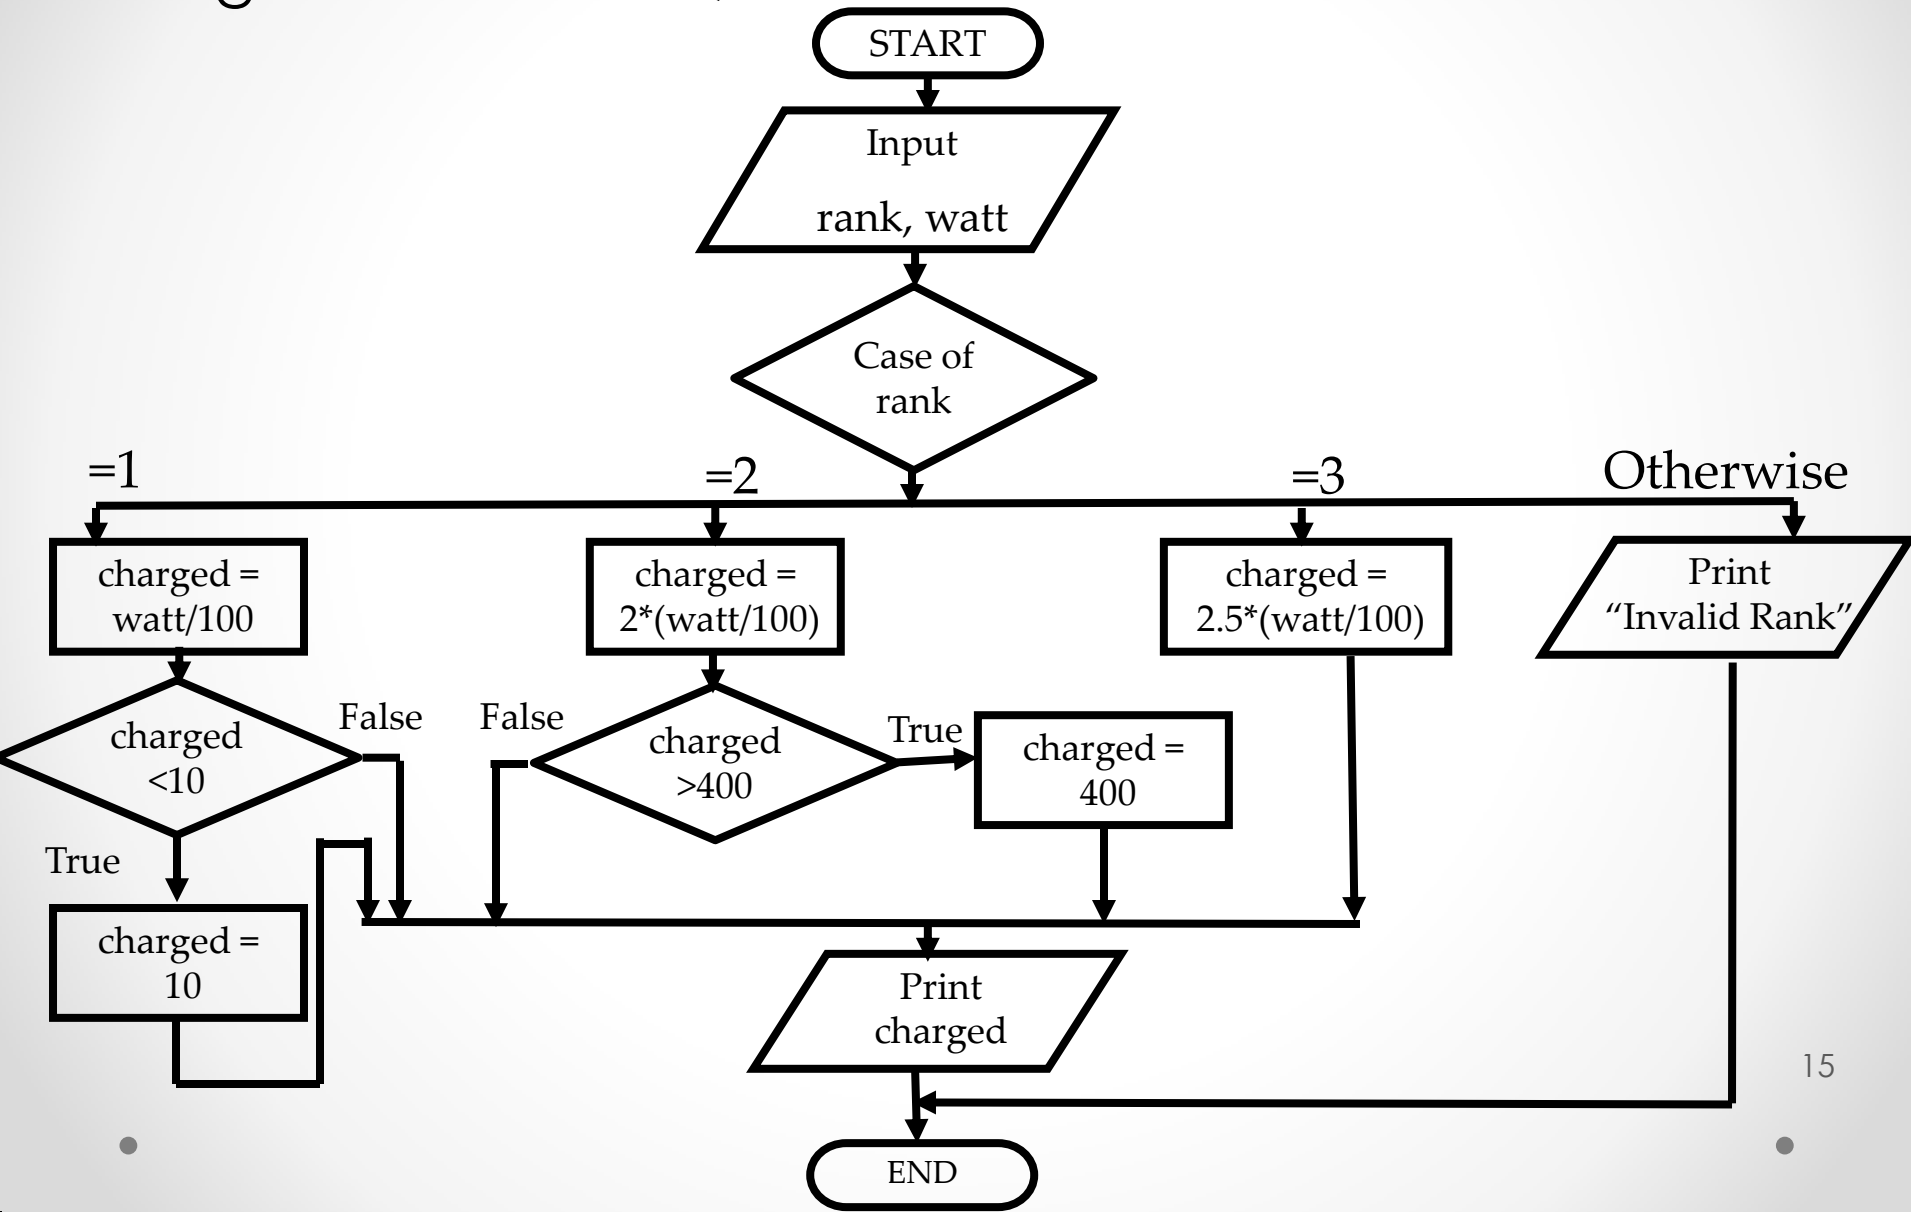 START
Input
rank, watt
Case of
rank
=1
=2
=3
Otherwise
charged =
watt/100
charged =
2*(watt/100)
charged =
2.5*(watt/100)
Print
“Invalid Rank”
charged
<10
False
True
False
charged
>400
True
charged =
400
charged =
10
Print
charged
15
END